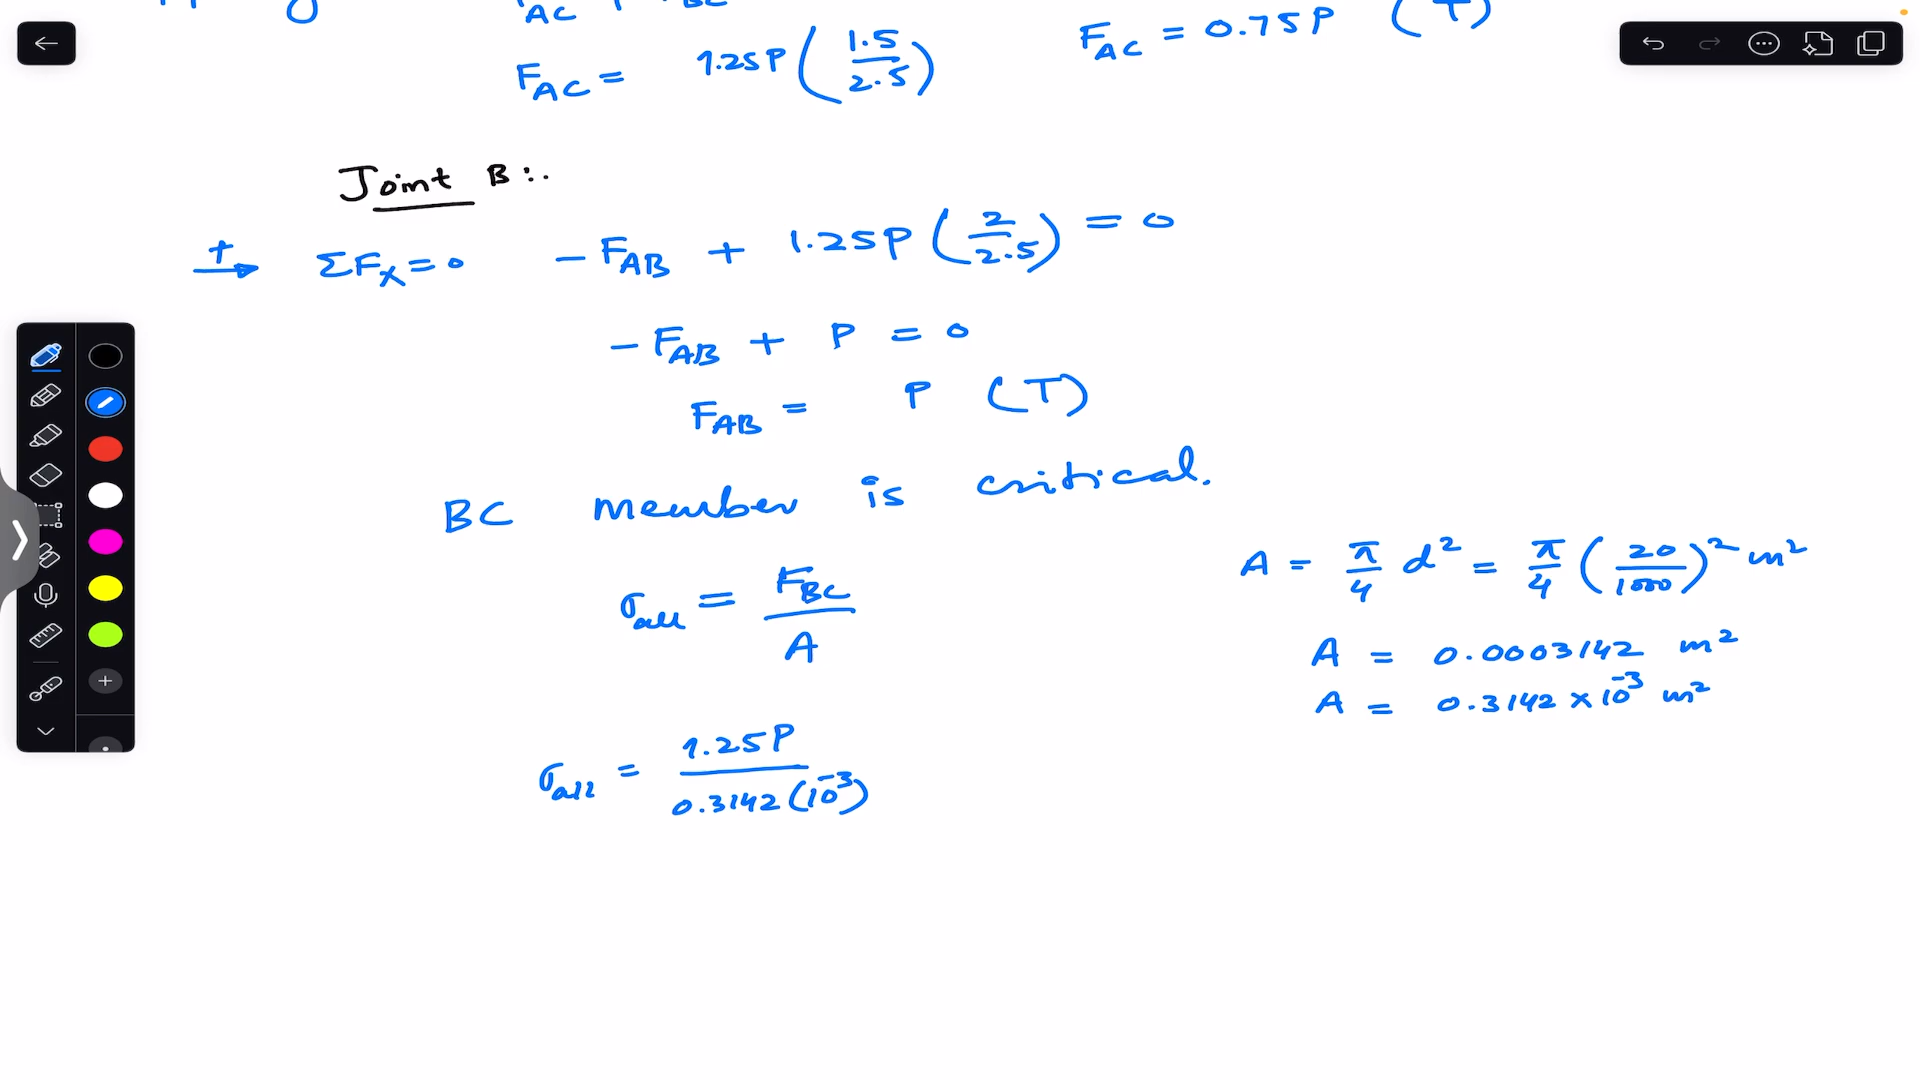 AC BC
F_AC = 1.25P (1.5/2.5) F_AC = 0.75P (T)
Joint B:.
+→ ΣF_x = 0 - F_AB + 1.25P (2/2.5) = 0
- F_AB + P = 0
F_AB = P (T)
BC member is critical.
σ_all = F_BC/A
A = π/4 d² = π/4 (20/1000)² m²
A = 0.0003142 m²
A = 0.3142 × 10⁻³ m²
σ_all = 1.25P/0.3142(10⁻³)